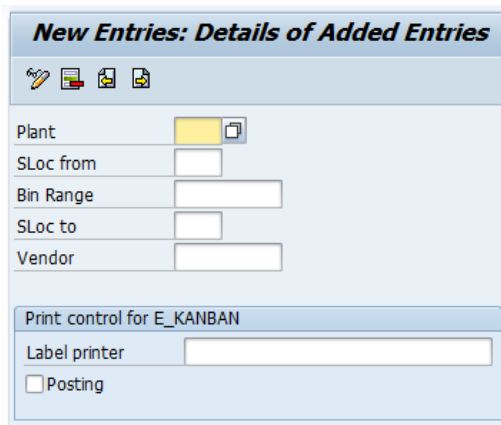 New Entries: Details of Added Entries
Plant
SLoc from
Bin Range
SLoc to
Vendor
Print control for E_KANBAN
Label printer
Posting